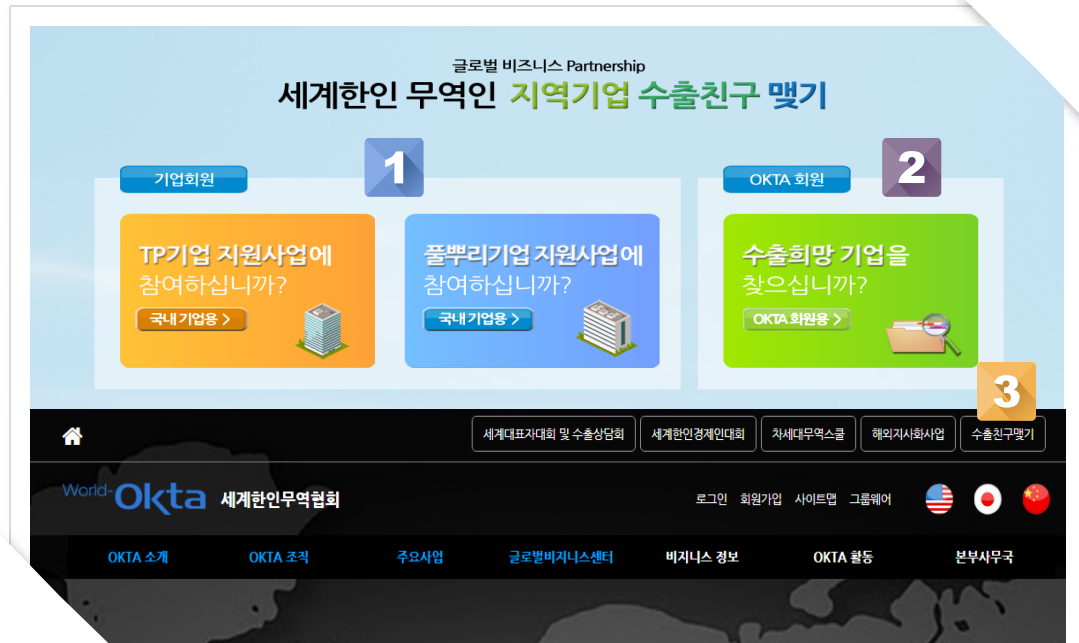 글로벌 비즈니스 Partnership
세계한인 무역인 지역기업 수출친구 맺기
1
2
기업회원
OKTA 회원
TP기업 지원사업에
참여하십니까?
국내 기업용 >
풀뿌리기업 지원사업에
참여하십니까?
국내 기업용 >
수출희망 기업을
찾으십니까?
OKTA 회원용 >
3
세계대표자대회 및 수출상담회 세계한인경제인대회 차세대무역스쿨 해외지사화사업 수출친구맺기
World-Okta 세계한인무역협회
로그인 회원가입 사이트맵 그룹웨어
OKTA 소개 OKTA 조직 주요사업 글로벌비지니스센터 비지니스 정보 OKTA 활동 본부사무국